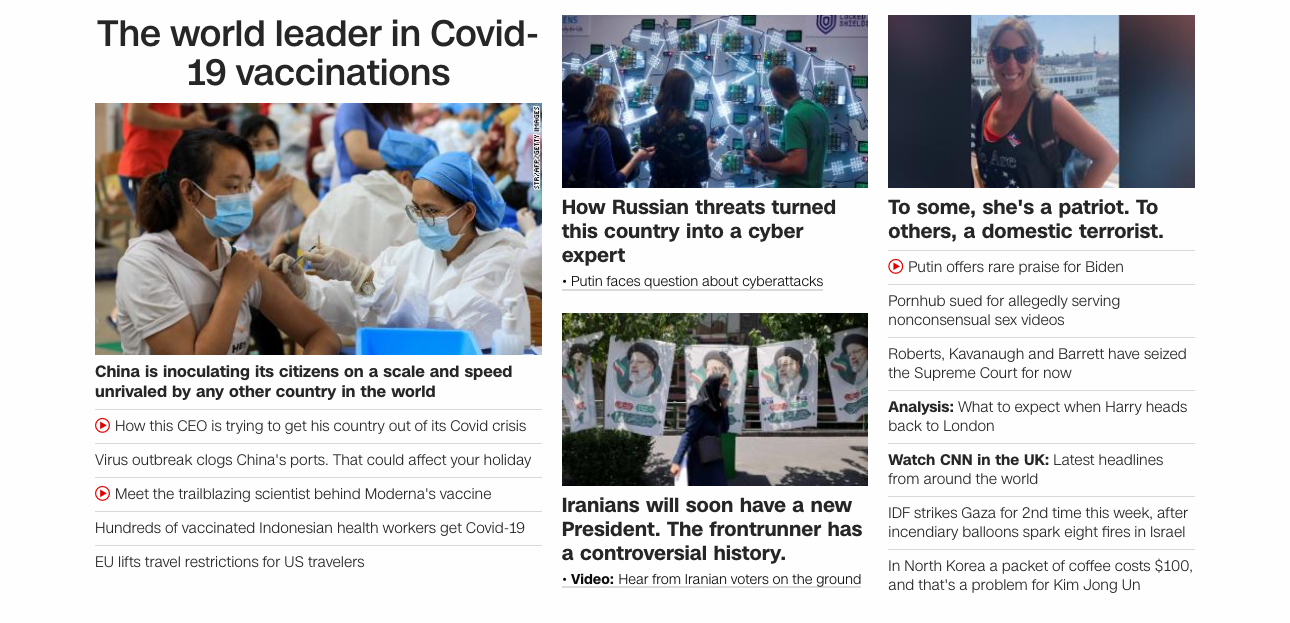 The world leader in Covid-
19 vaccinations
STR/AFP/GETTY IMAGES
China is inoculating its citizens on a scale and speed
unrivaled by any other country in the world
How this CEO is trying to get his country out of its Covid crisis
Virus outbreak clogs China's ports. That could affect your holiday
Meet the trailblazing scientist behind Moderna's vaccine
Hundreds of vaccinated Indonesian health workers get Covid-19
EU lifts travel restrictions for US travelers
LOCKED
SHIELDS
How Russian threats turned
this country into a cyber
expert
• Putin faces question about cyberattacks
Iranians will soon have a new
President. The frontrunner has
a controversial history.
• Video: Hear from Iranian voters on the ground
To some, she's a patriot. To
others, a domestic terrorist.
Putin offers rare praise for Biden
Pornhub sued for allegedly serving
nonconsensual sex videos
Roberts, Kavanaugh and Barrett have seized
the Supreme Court for now
Analysis: What to expect when Harry heads
back to London
Watch CNN in the UK: Latest headlines
from around the world
IDF strikes Gaza for 2nd time this week, after
incendiary balloons spark eight fires in Israel
In North Korea a packet of coffee costs $100,
and that's a problem for Kim Jong Un